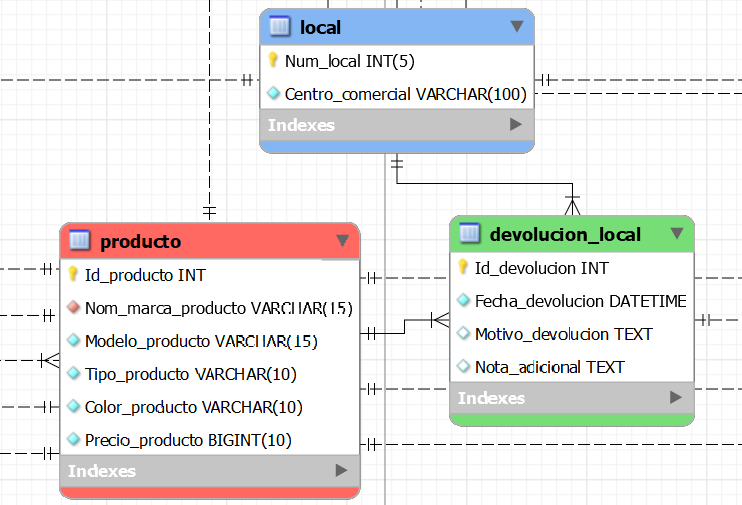 local
Num_local INT(5)
Centro_comercial VARCHAR(100)
Indexes
producto
Id_producto INT
Nom_marca_producto VARCHAR(15)
Modelo_producto VARCHAR(15)
Tipo_producto VARCHAR(10)
Color_producto VARCHAR(10)
Precio_producto BIGINT(10)
Indexes
devolucion_local
Id_devolucion INT
Fecha_devolucion DATETIME
Motivo_devolucion TEXT
Nota_adicional TEXT
Indexes